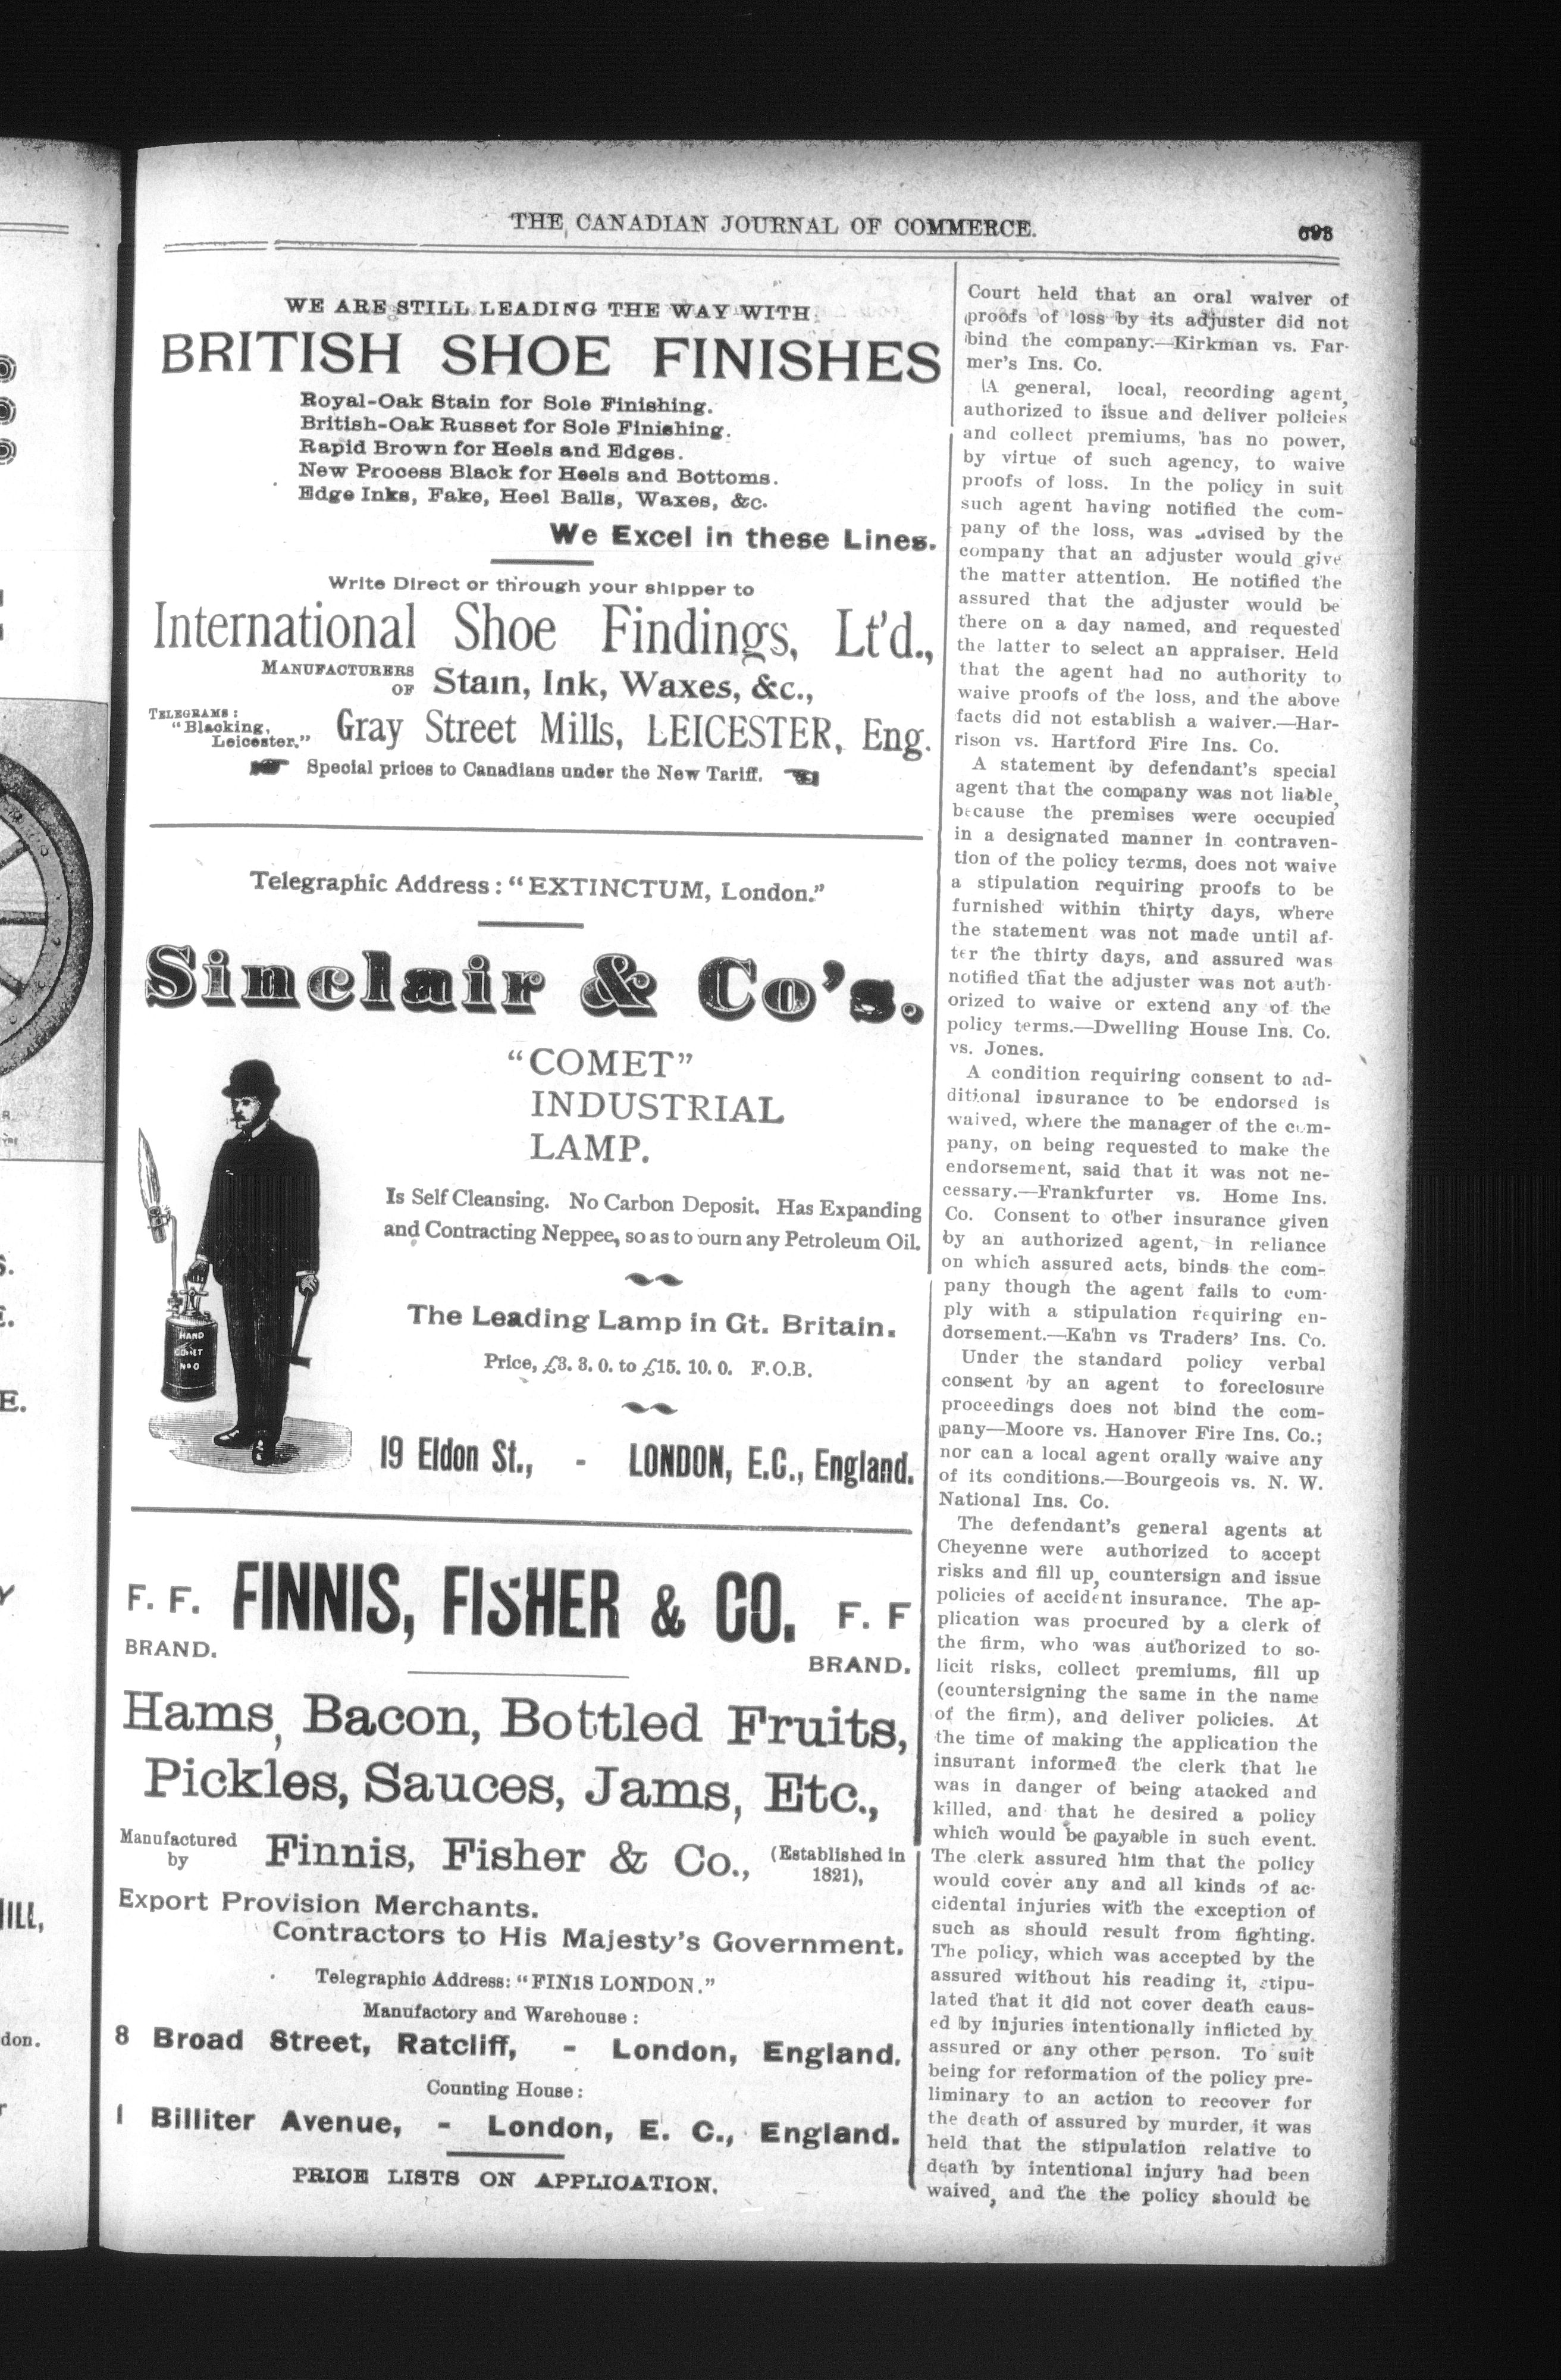 THE CANADIAN JOURNAL OF COMMERCE.
WE ARE STILL LEADING THE WAY WITH
BRITISH SHOE FINISHES
Royal-Oak Stain for Sole Finishing.
British-Oak Russet for Sole Finishing.
Rapid Brown for Heels and Edges.
New Process Black for Heels and Bottoms.
Edge Inks, Fake, Heel Balls, Waxes, &c.
We Excel in these Lines.
Write Direct or through your shipper to
International Shoe Findings, Lt'd.,
MANUFACTURERS
OF Stain, Ink, Waxes, &c.,
TELEGRAMS:
"Blacking,
Leicester." Gray Street Mills, LEICESTER, Eng.
Special prices to Canadians under the New Tariff.
Telegraphic Address: "EXTINCTUM, London."
Sinclair & Co's.
"COMET"
INDUSTRIAL
LAMP.
Is Self Cleansing. No Carbon Deposit. Has Expanding
and Contracting Neppee, so as to burn any Petroleum Oil.
The Leading Lamp in Gt. Britain.
Price, £3. 3. 0. to £15. 10. 0. F.O.B.
HAND
COMET
No 0
19 Eldon St., - LONDON, E.C., England.
F. F. FINNIS, FISHER & CO. F. F
BRAND. BRAND.
Hams, Bacon, Bottled Fruits,
Pickles, Sauces, Jams, Etc.,
Manufactured
by Finnis, Fisher & Co., (Established in
1821),
Export Provision Merchants.
Contractors to His Majesty's Government.
Telegraphic Address: "FIN1S LONDON."
Manufactory and Warehouse:
8 Broad Street, Ratcliff, - London, England.
Counting House:
1 Billiter Avenue, - London, E. C., England.
PRICE LISTS ON APPLICATION.
Court held that an oral waiver of
proofs of loss by its adjuster did not
bind the company.—Kirkman vs. Far-
mer's Ins. Co.
A general, local, recording agent,
authorized to issue and deliver policies
and collect premiums, has no power,
by virtue of such agency, to waive
proofs of loss. In the policy in suit
such agent having notified the com-
pany of the loss, was advised by the
company that an adjuster would give
the matter attention. He notified the
assured that the adjuster would be
there on a day named, and requested
the latter to select an appraiser. Held
that the agent had no authority to
waive proofs of the loss, and the above
facts did not establish a waiver.—Har-
rison vs. Hartford Fire Ins. Co.
A statement by defendant's special
agent that the company was not liable,
because the premises were occupied
in a designated manner in contraven-
tion of the policy terms, does not waive
a stipulation requiring proofs to be
furnished within thirty days, where
the statement was not made until af-
ter the thirty days, and assured was
notified that the adjuster was not auth-
orized to waive or extend any of the
policy terms.—Dwelling House Ins. Co.
vs. Jones.
A condition requiring consent to ad-
ditional insurance to be endorsed is
waived, where the manager of the com-
pany, on being requested to make the
endorsement, said that it was not ne-
cessary.—Frankfurter vs. Home Ins.
Co. Consent to other insurance given
by an authorized agent, in reliance
on which assured acts, binds the com-
pany though the agent fails to com-
ply with a stipulation requiring en-
dorsement.—Kahn vs Traders' Ins. Co.
Under the standard policy verbal
consent by an agent to foreclosure
proceedings does not bind the com-
pany—Moore vs. Hanover Fire Ins. Co.;
nor can a local agent orally waive any
of its conditions.—Bourgeois vs. N. W.
National Ins. Co.
The defendant's general agents at
Cheyenne were authorized to accept
risks and fill up, countersign and issue
policies of accident insurance. The ap-
plication was procured by a clerk of
the firm, who was authorized to so-
licit risks, collect premiums, fill up
(countersigning the same in the name
of the firm), and deliver policies. At
the time of making the application the
insurant informed the clerk that he
was in danger of being atacked and
killed, and that he desired a policy
which would be payable in such event.
The clerk assured him that the policy
would cover any and all kinds of ac-
cidental injuries with the exception of
such as should result from fighting.
The policy, which was accepted by the
assured without his reading it, stipu-
lated that it did not cover death caus-
ed by injuries intentionally inflicted by
assured or any other person. To suit
being for reformation of the policy pre-
liminary to an action to recover for
the death of assured by murder, it was
held that the stipulation relative to
death by intentional injury had been
waived, and the the policy should be